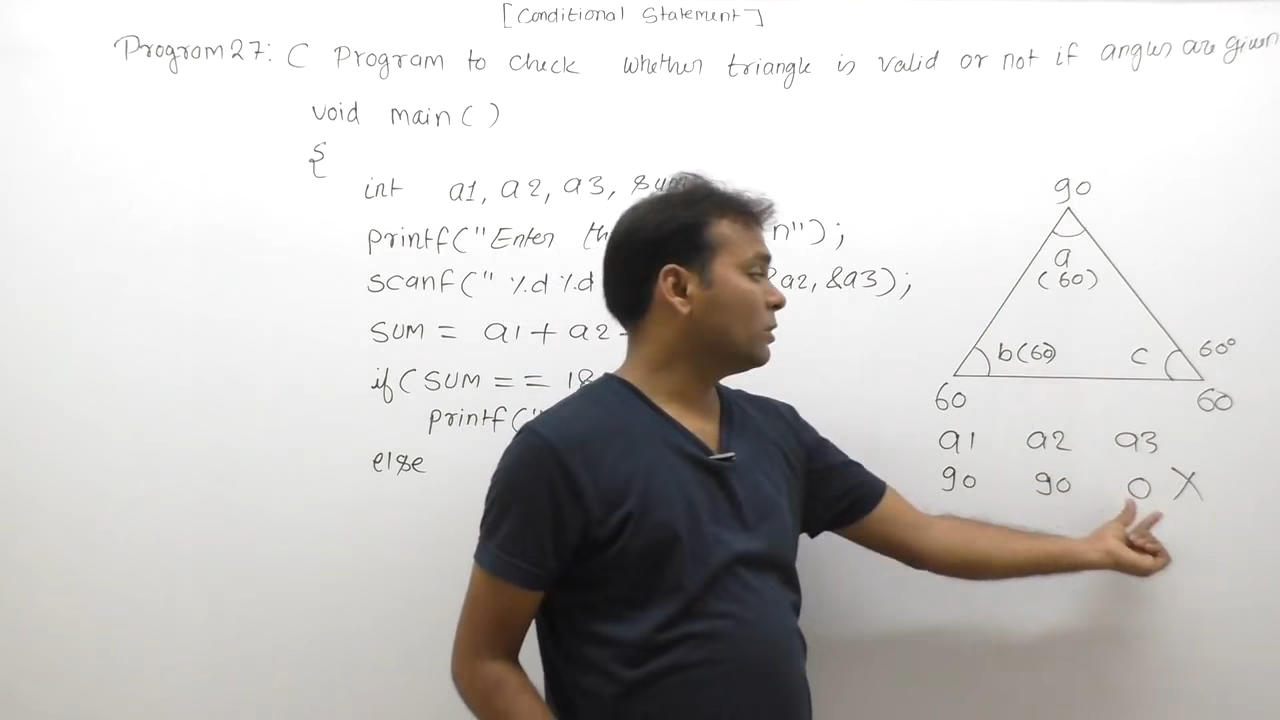 [Conditional Statement]
Program 27: C Program to check whether triangle is valid or not if angles are given
void main()
{
int a1, a2, a3, sum
printf("Enter th n");
scanf("%d %d &a2, &a3);
sum = a1 + a2
if(sum == 18
printf("
else
90
a
(60)
b(60) c 60°
60 60
a1 a2 a3
90 90 0 X